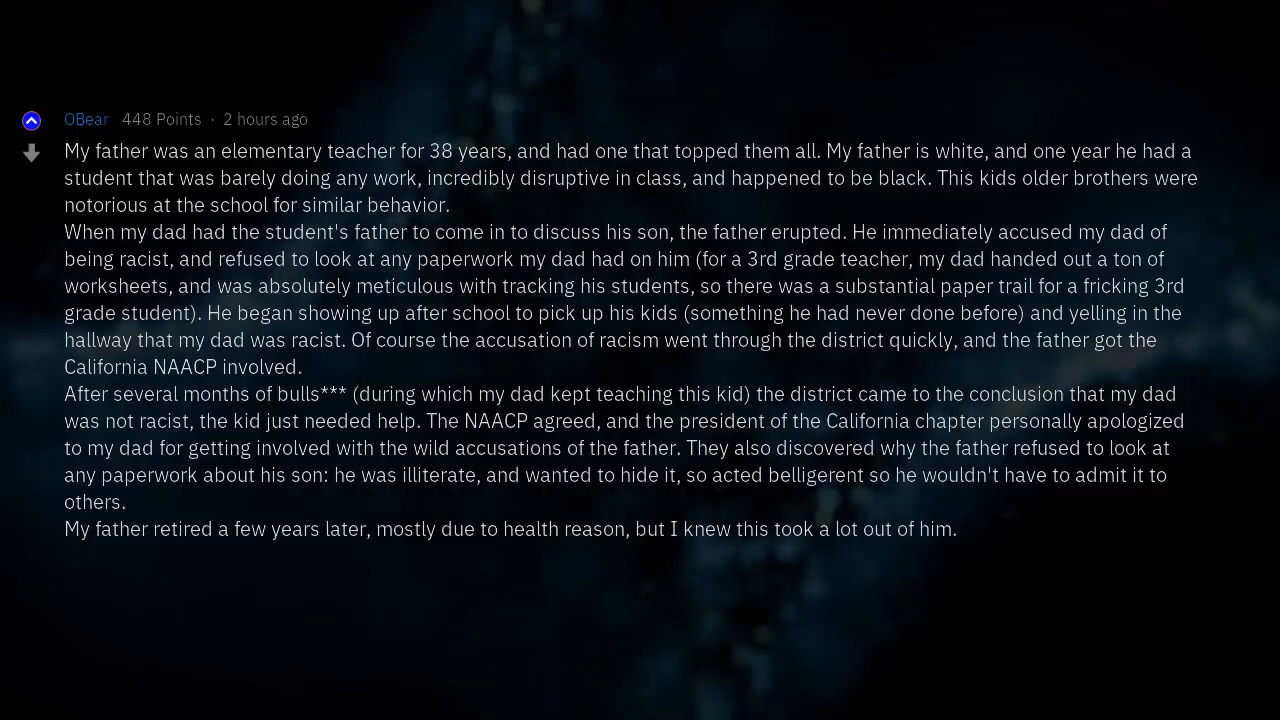 OBear 448 Points · 2 hours ago
My father was an elementary teacher for 38 years, and had one that topped them all. My father is white, and one year he had a
student that was barely doing any work, incredibly disruptive in class, and happened to be black. This kids older brothers were
notorious at the school for similar behavior.
When my dad had the student's father to come in to discuss his son, the father erupted. He immediately accused my dad of
being racist, and refused to look at any paperwork my dad had on him (for a 3rd grade teacher, my dad handed out a ton of
worksheets, and was absolutely meticulous with tracking his students, so there was a substantial paper trail for a fricking 3rd
grade student). He began showing up after school to pick up his kids (something he had never done before) and yelling in the
hallway that my dad was racist. Of course the accusation of racism went through the district quickly, and the father got the
California NAACP involved.
After several months of bulls*** (during which my dad kept teaching this kid) the district came to the conclusion that my dad
was not racist, the kid just needed help. The NAACP agreed, and the president of the California chapter personally apologized
to my dad for getting involved with the wild accusations of the father. They also discovered why the father refused to look at
any paperwork about his son: he was illiterate, and wanted to hide it, so acted belligerent so he wouldn't have to admit it to
others.
My father retired a few years later, mostly due to health reason, but I knew this took a lot out of him.